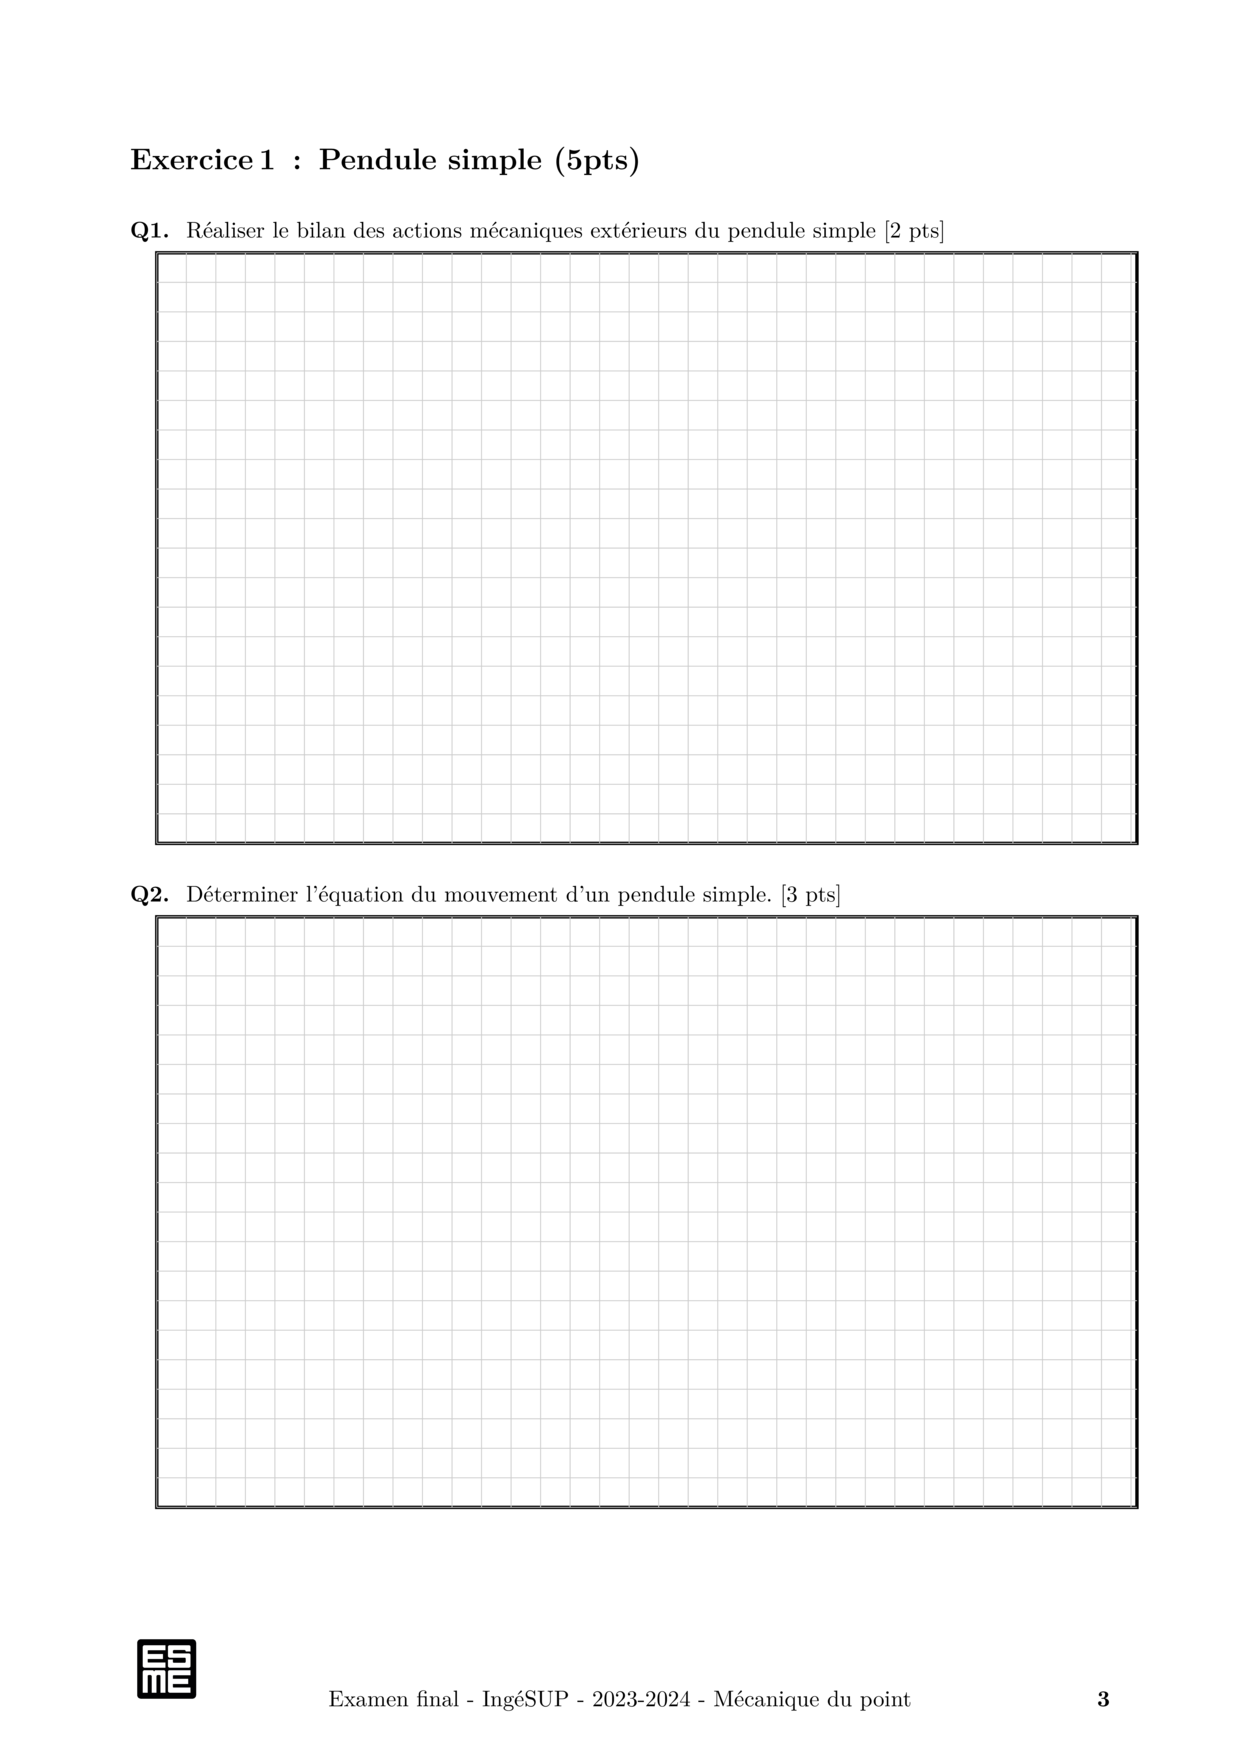 Exercice 1 : Pendule simple (5pts)
Q1. Réaliser le bilan des actions mécaniques extérieurs du pendule simple [2 pts]
Q2. Déterminer l'équation du mouvement d'un pendule simple. [3 pts]
ES
ME
Examen final - IngéSUP - 2023-2024 - Mécanique du point 3